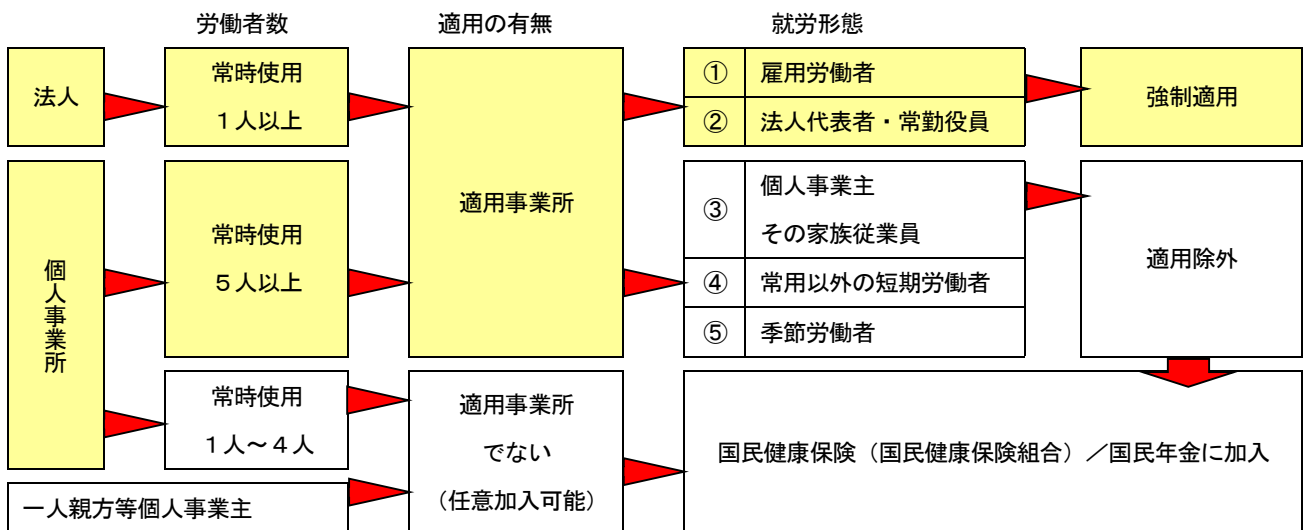 労働者数
適用の有無
就労形態
法人
常時使用
１人以上
適用事業所
①
雇用労働者
②
法人代表者・常勤役員
強制適用
個人事業所
常時使用
５人以上
③
個人事業主
その家族従業員
④
常用以外の短期労働者
⑤
季節労働者
適用除外
常時使用
１人～４人
適用事業所
でない
（任意加入可能）
国民健康保険（国民健康保険組合）／国民年金に加入
一人親方等個人事業主